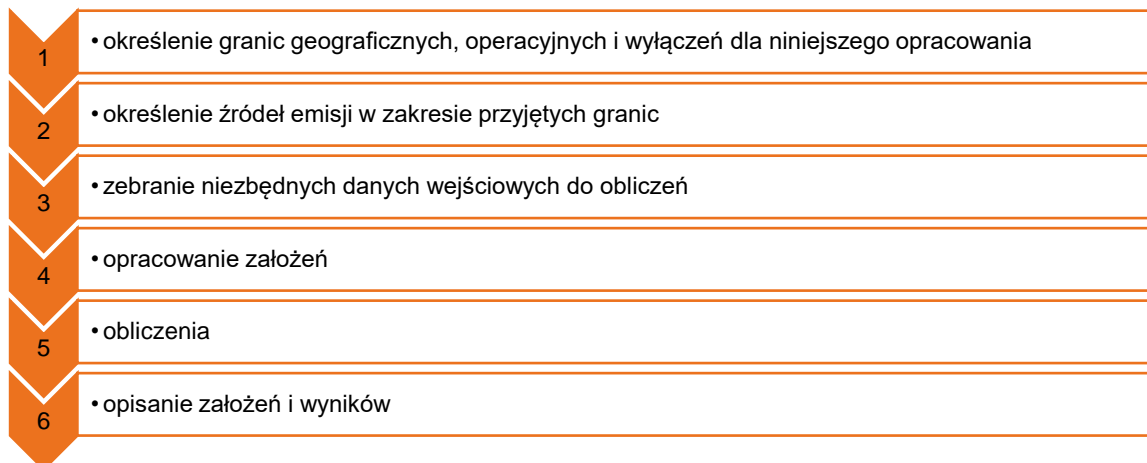 1
• określenie granic geograficznych, operacyjnych i wyłączeń dla niniejszego opracowania
2
• określenie źródeł emisji w zakresie przyjętych granic
3
• zebranie niezbędnych danych wejściowych do obliczeń
4
• opracowanie założeń
5
• obliczenia
6
• opisanie założeń i wyników